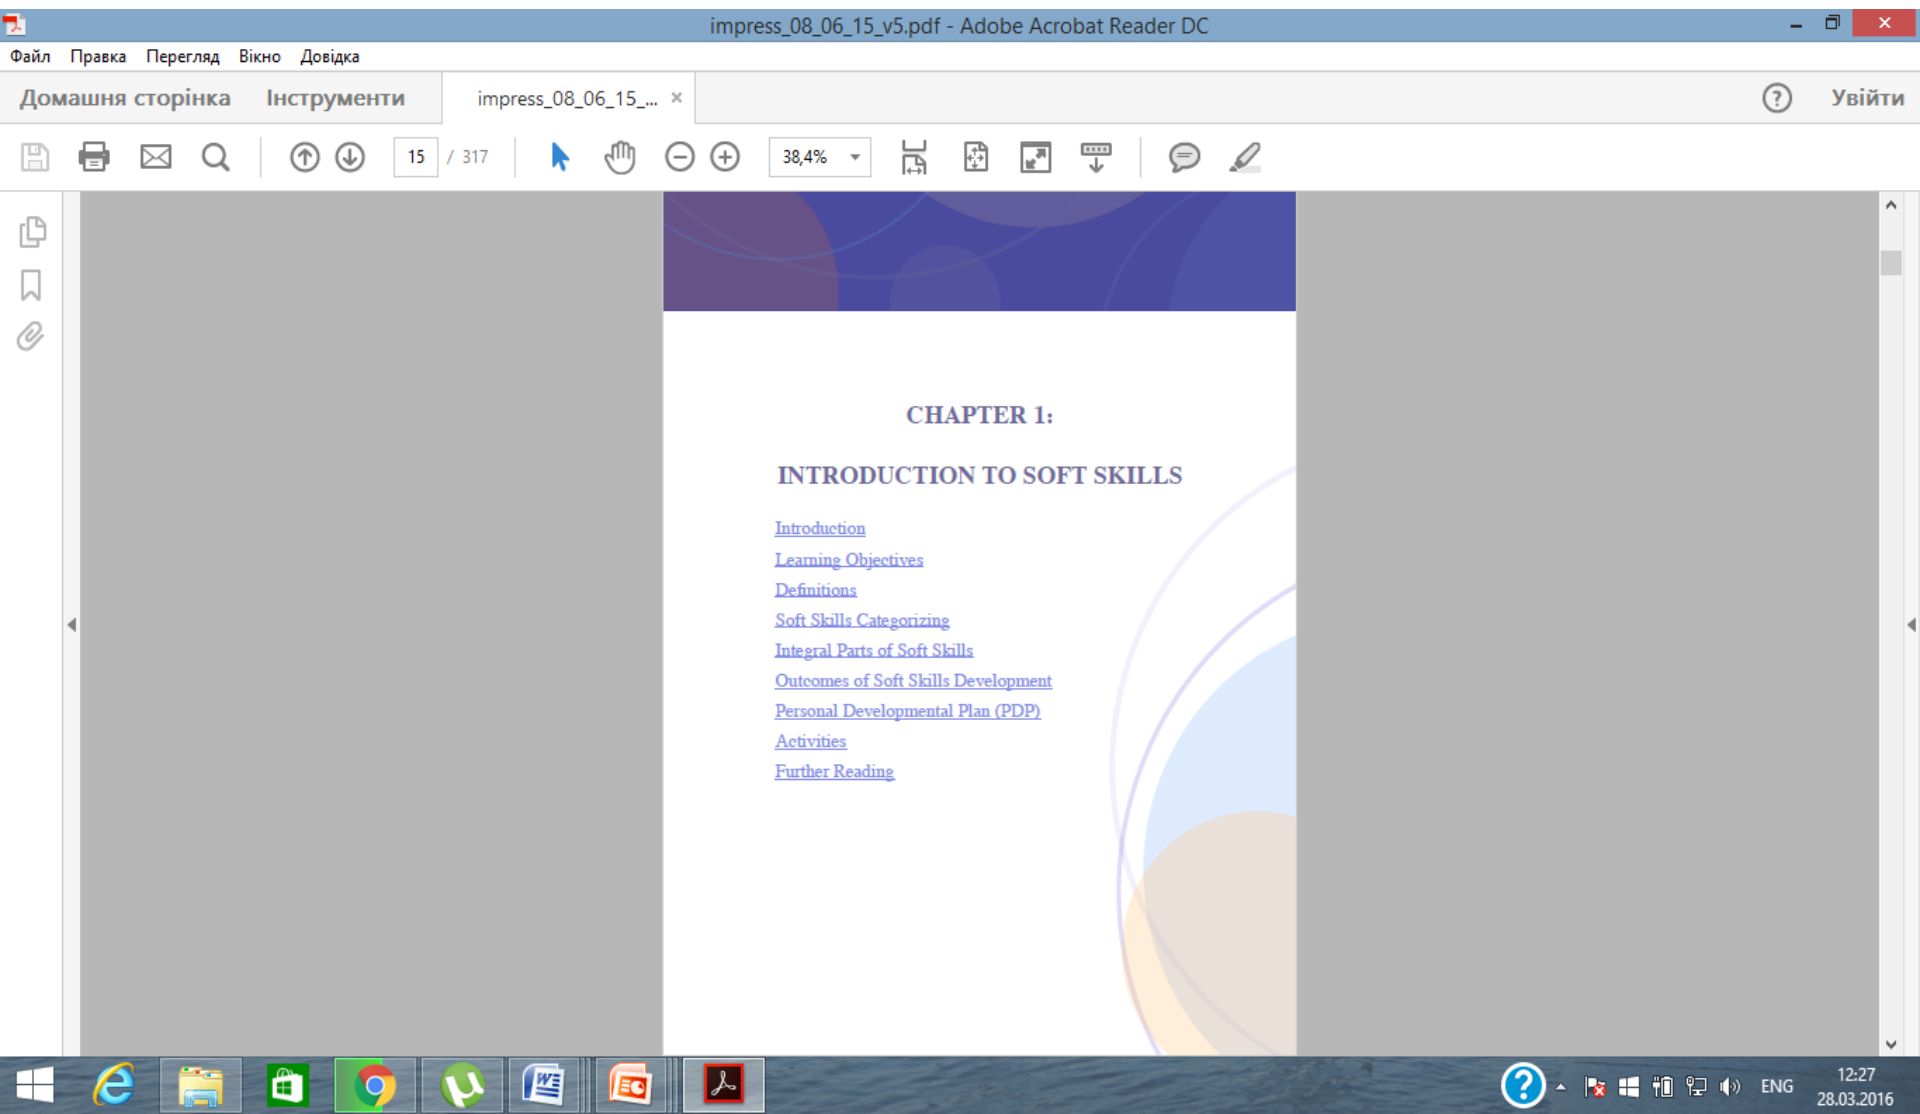 impress_08_06_15_v5.pdf - Adobe Acrobat Reader DC
Файл Правка Перегляд Вікно Довідка
Домашня сторінка Інструменти impress_08_06_15_... × Увійти
15 / 317 38,4%
CHAPTER 1:
INTRODUCTION TO SOFT SKILLS
Introduction
Learning Objectives
Definitions
Soft Skills Categorizing
Integral Parts of Soft Skills
Outcomes of Soft Skills Development
Personal Developmental Plan (PDP)
Activities
Further Reading
ENG 12:27
28.03.2016